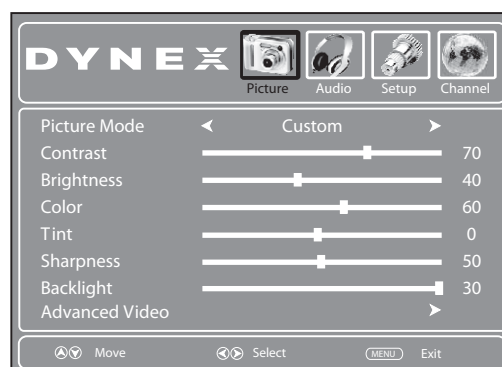 DYNEX
Picture Audio Setup Channel
Picture Mode Custom
Contrast 70
Brightness 40
Color 60
Tint 0
Sharpness 50
Backlight 30
Advanced Video
Move Select MENU Exit